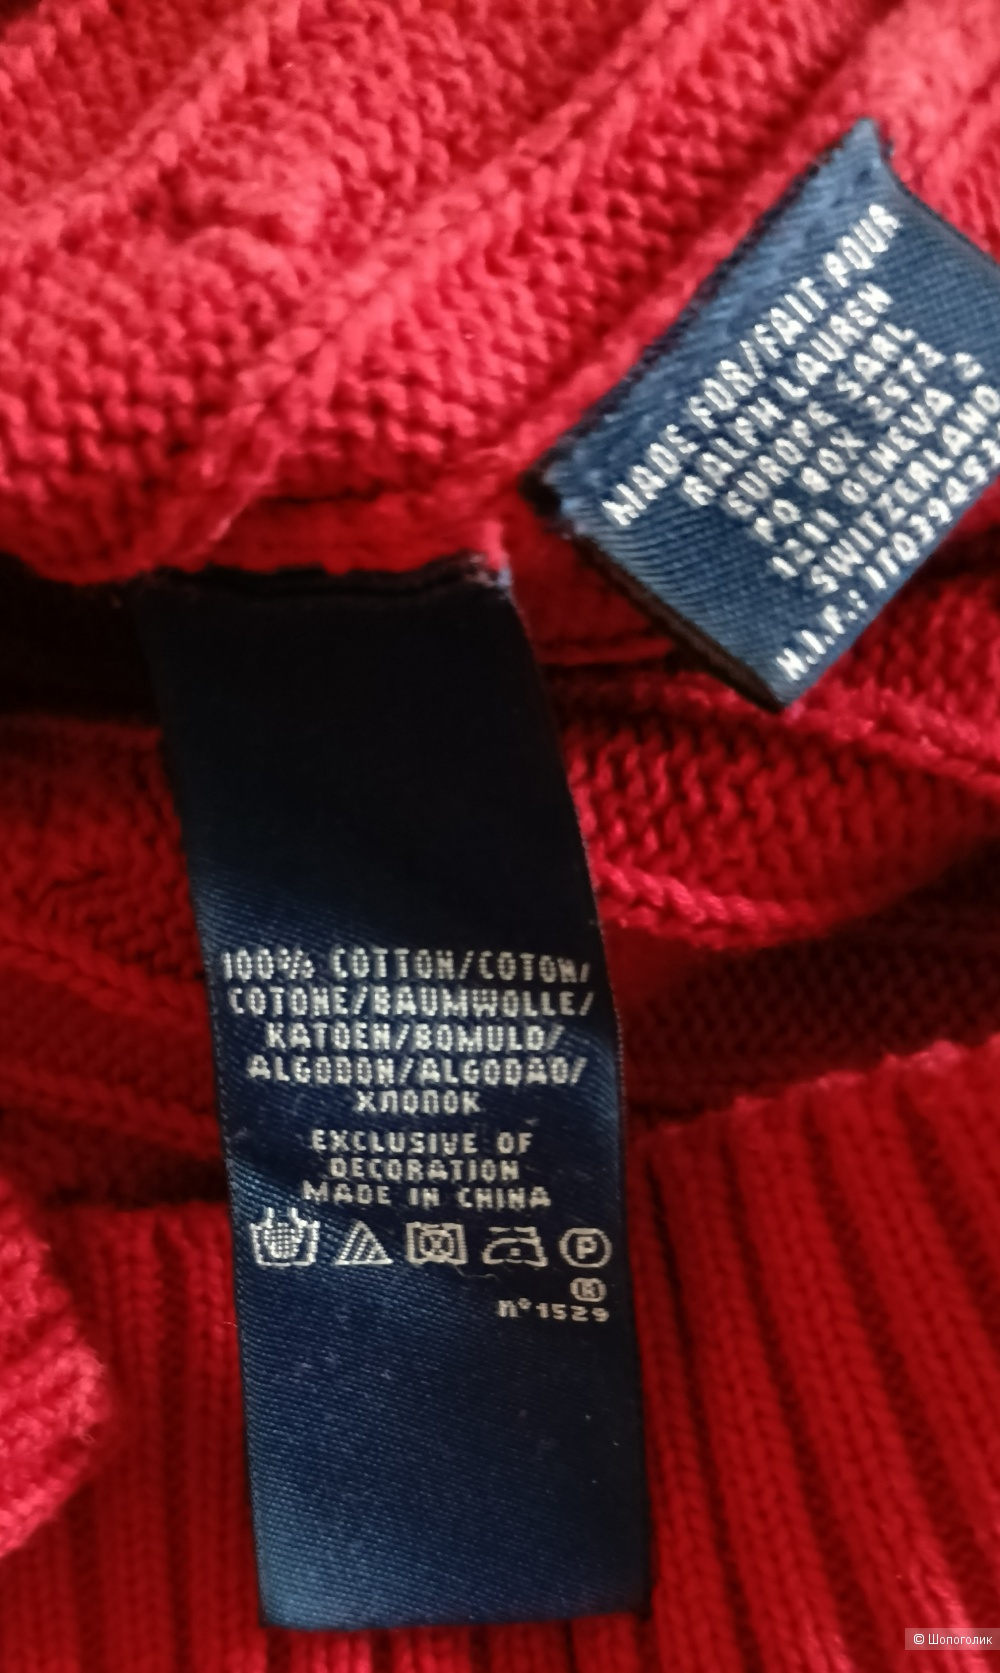 MADE FOR/FAIT POUR
RALPH LAUREN
EUROPE SARL
PO BOX 2573
1211 GENEVA 2
SWITZERLAND
N.I.F.: IT0394452
100% COTTON/COTON/
COTONE/BAUMWOLLE/
KATOEN/BOMULD/
ALGODON/ALGODAO/
ХЛОПОК
EXCLUSIVE OF
DECORATION
MADE IN CHINA
P
®
n°1529
© Шопоголик